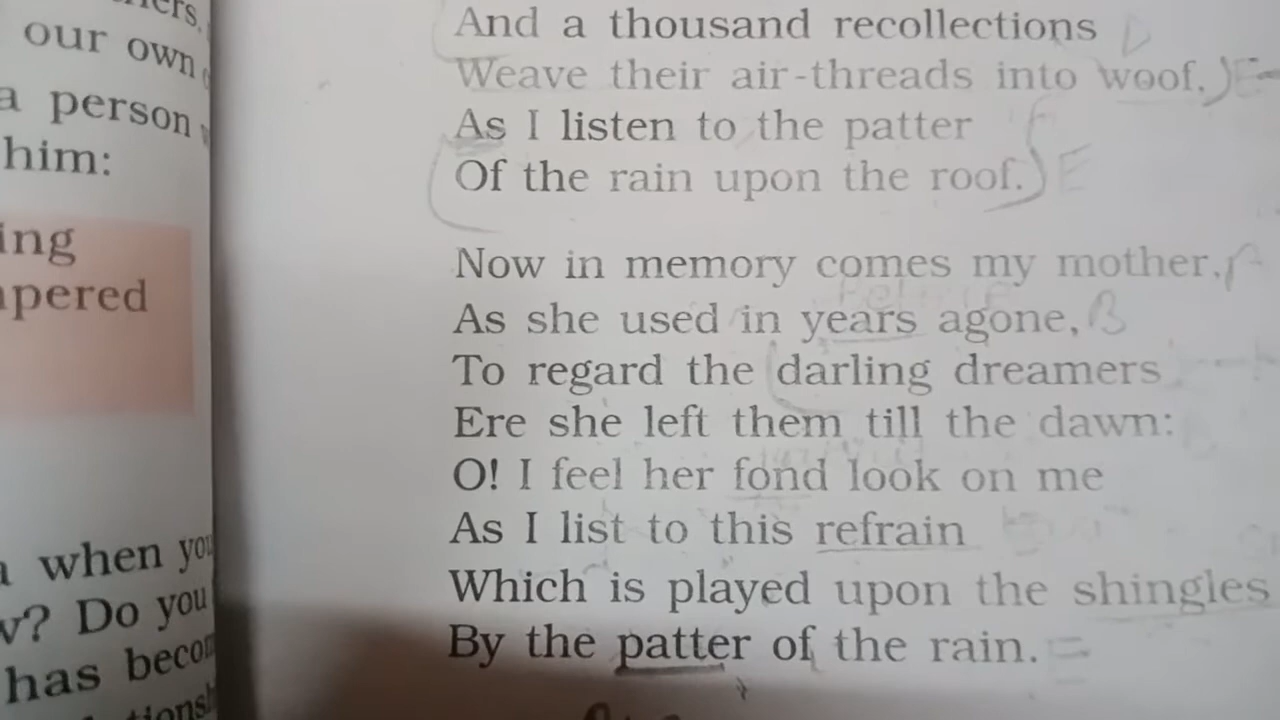 our own
a person
him:
ing
pered
when you
? Do you
has becom
And a thousand recollections
Weave their air-threads into woof,
As I listen to the patter
Of the rain upon the roof.
Now in memory comes my mother,
As she used in years agone,
To regard the darling dreamers
Ere she left them till the dawn:
O! I feel her fond look on me
As I list to this refrain
Which is played upon the shingles
By the patter of the rain.